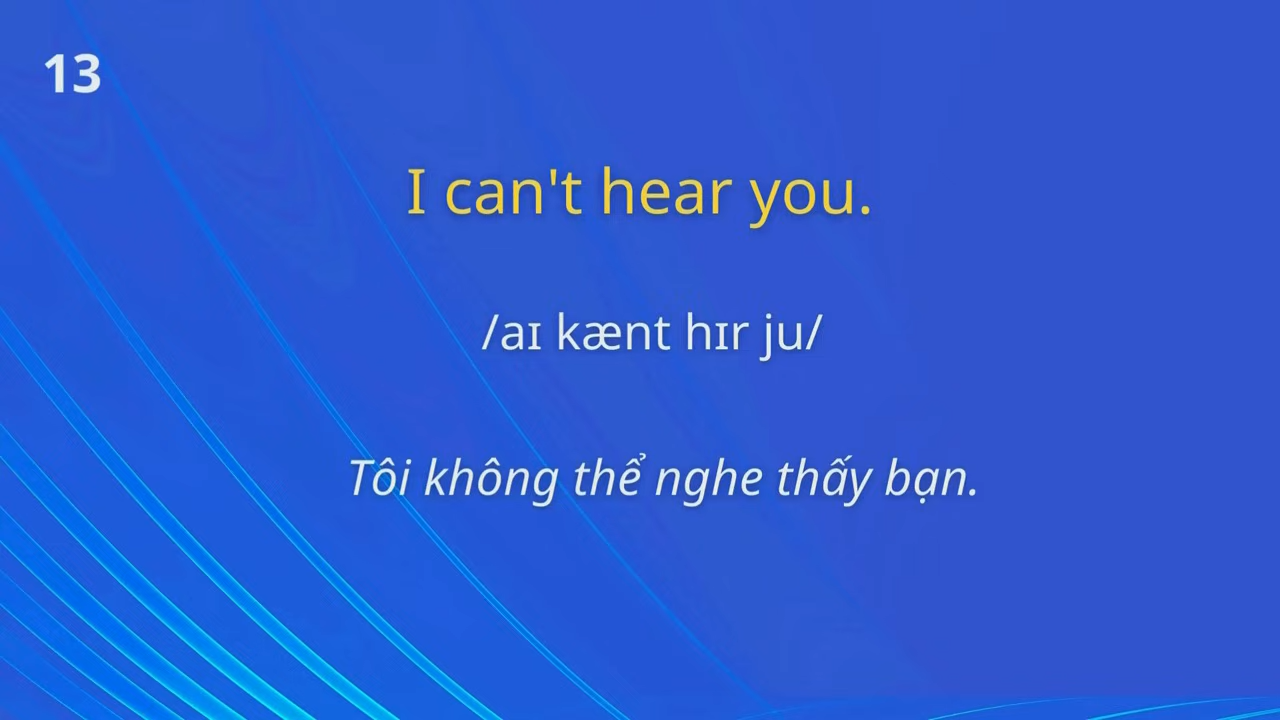 13
I can't hear you.
/aɪ kænt hɪr ju/
Tôi không thể nghe thấy bạn.